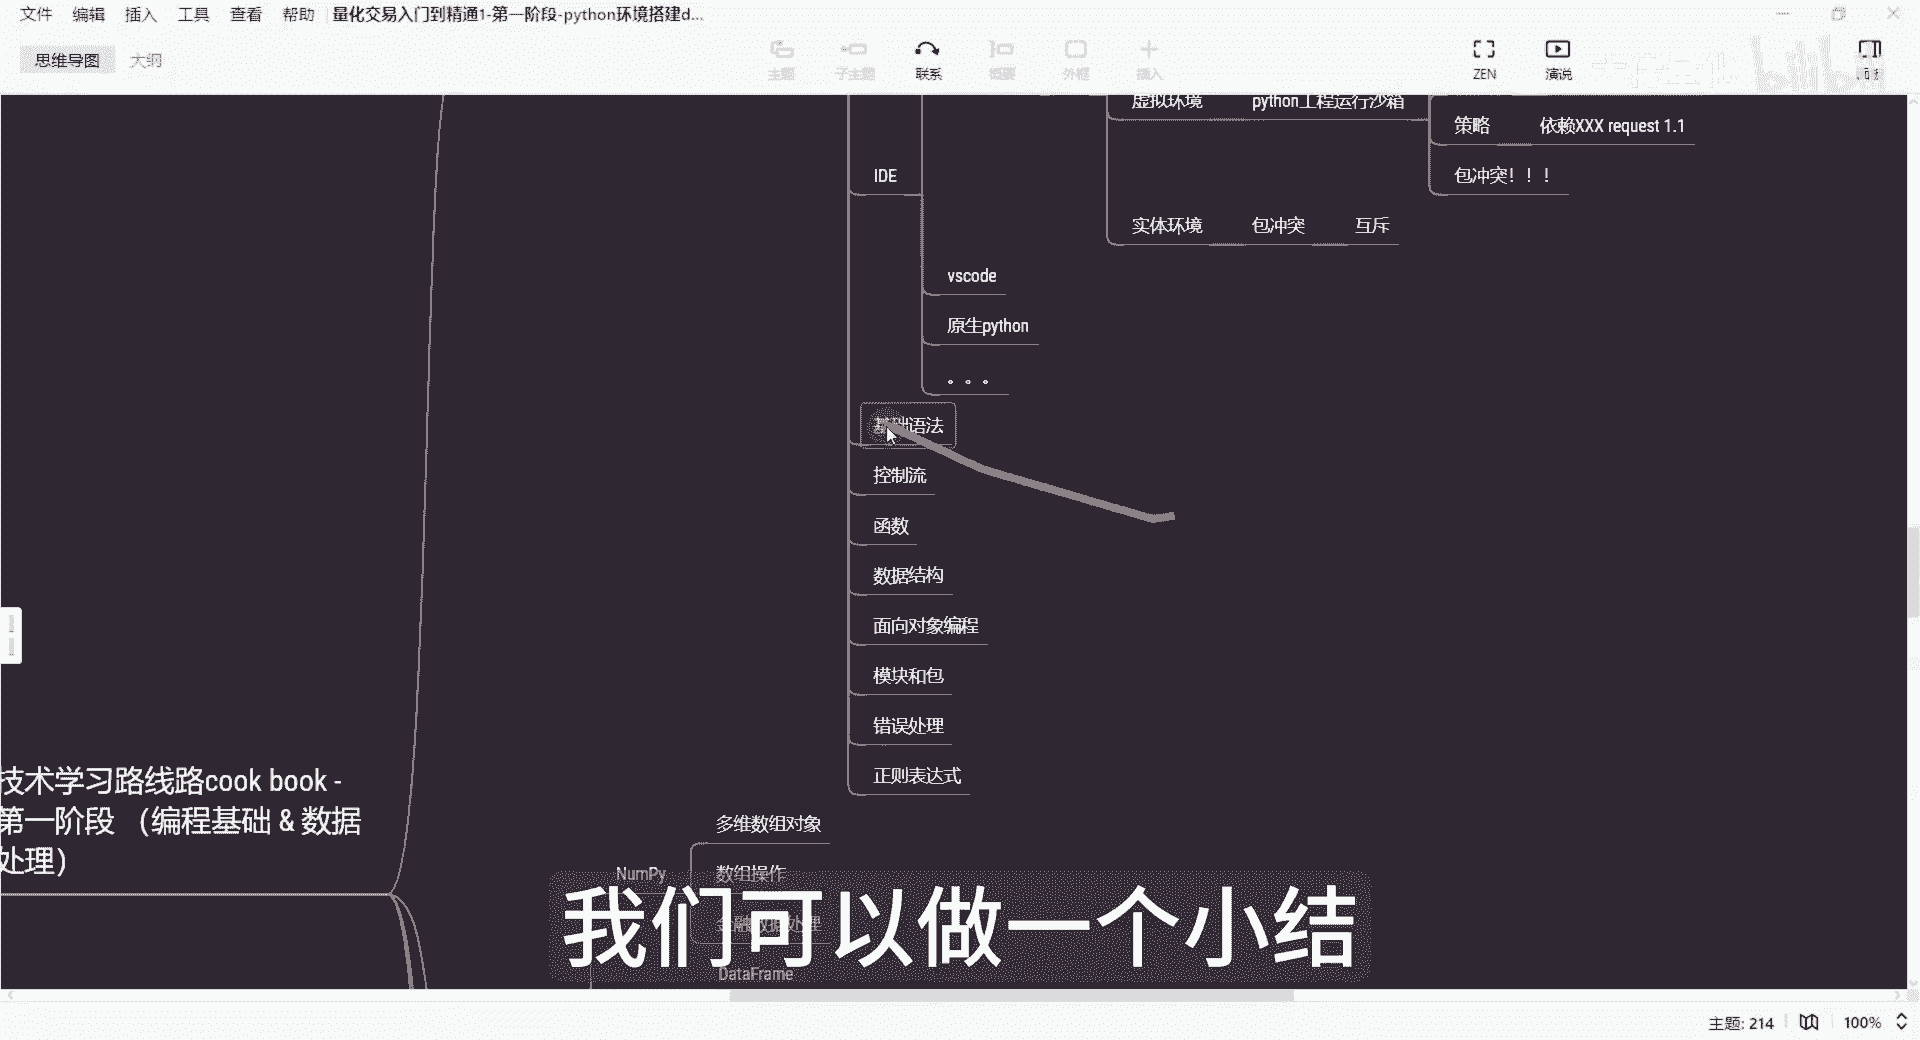 文件 编辑 插入 工具 查看 帮助 量化交易入门到精通1-第一阶段-python环境搭建d...
思维导图 大纲
主题 子主题 联系 概要 外框 插入 ZEN 演说
bilibili
虚拟环境 python工程运行沙箱
策略 依赖XXX request 1.1
IDE
包冲突！！！
实体环境 包冲突 互斥
vscode
原生python
。。。
基础语法
控制流
函数
数据结构
面向对象编程
模块和包
错误处理
正则表达式
技术学习路线路cook book -
第一阶段 （编程基础 & 数据
处理）
多维数组对象
NumPy 数组操作
金融数据处理
DataFrame
我们可以做一个小结
主题: 214 100%